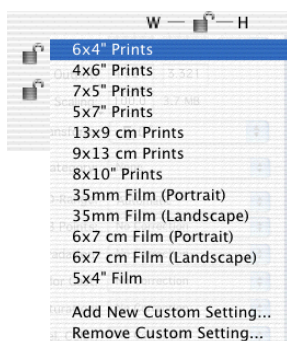 W — H
6x4" Prints
4x6" Prints
7x5" Prints
5x7" Prints
13x9 cm Prints
9x13 cm Prints
8x10" Prints
35mm Film (Portrait)
35mm Film (Landscape)
6x7 cm Film (Portrait)
6x7 cm Film (Landscape)
5x4" Film
Add New Custom Setting...
Remove Custom Setting...